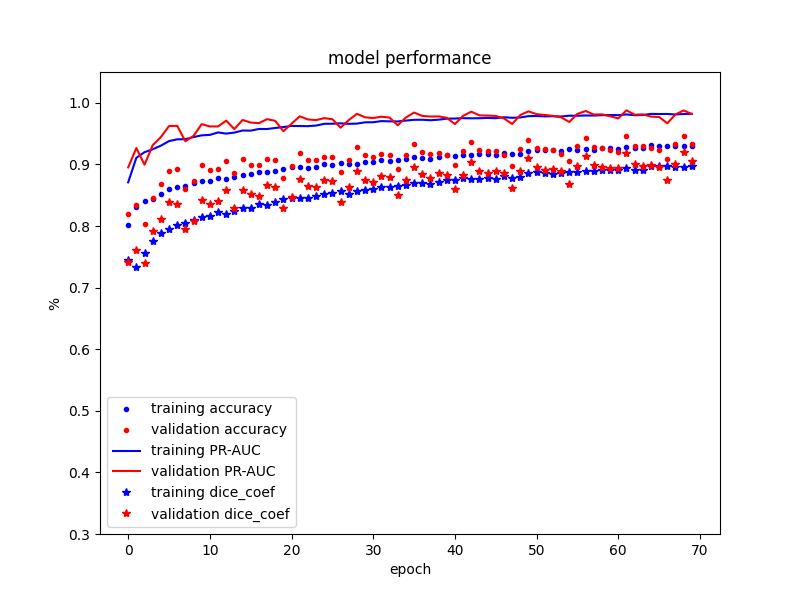 model performance
1.0
0.9
0.8
0.7
0.6
0.5
0.4
0.3
%
training accuracy
validation accuracy
training PR-AUC
validation PR-AUC
training dice_coef
validation dice_coef
0 10 20 30 40 50 60 70
epoch